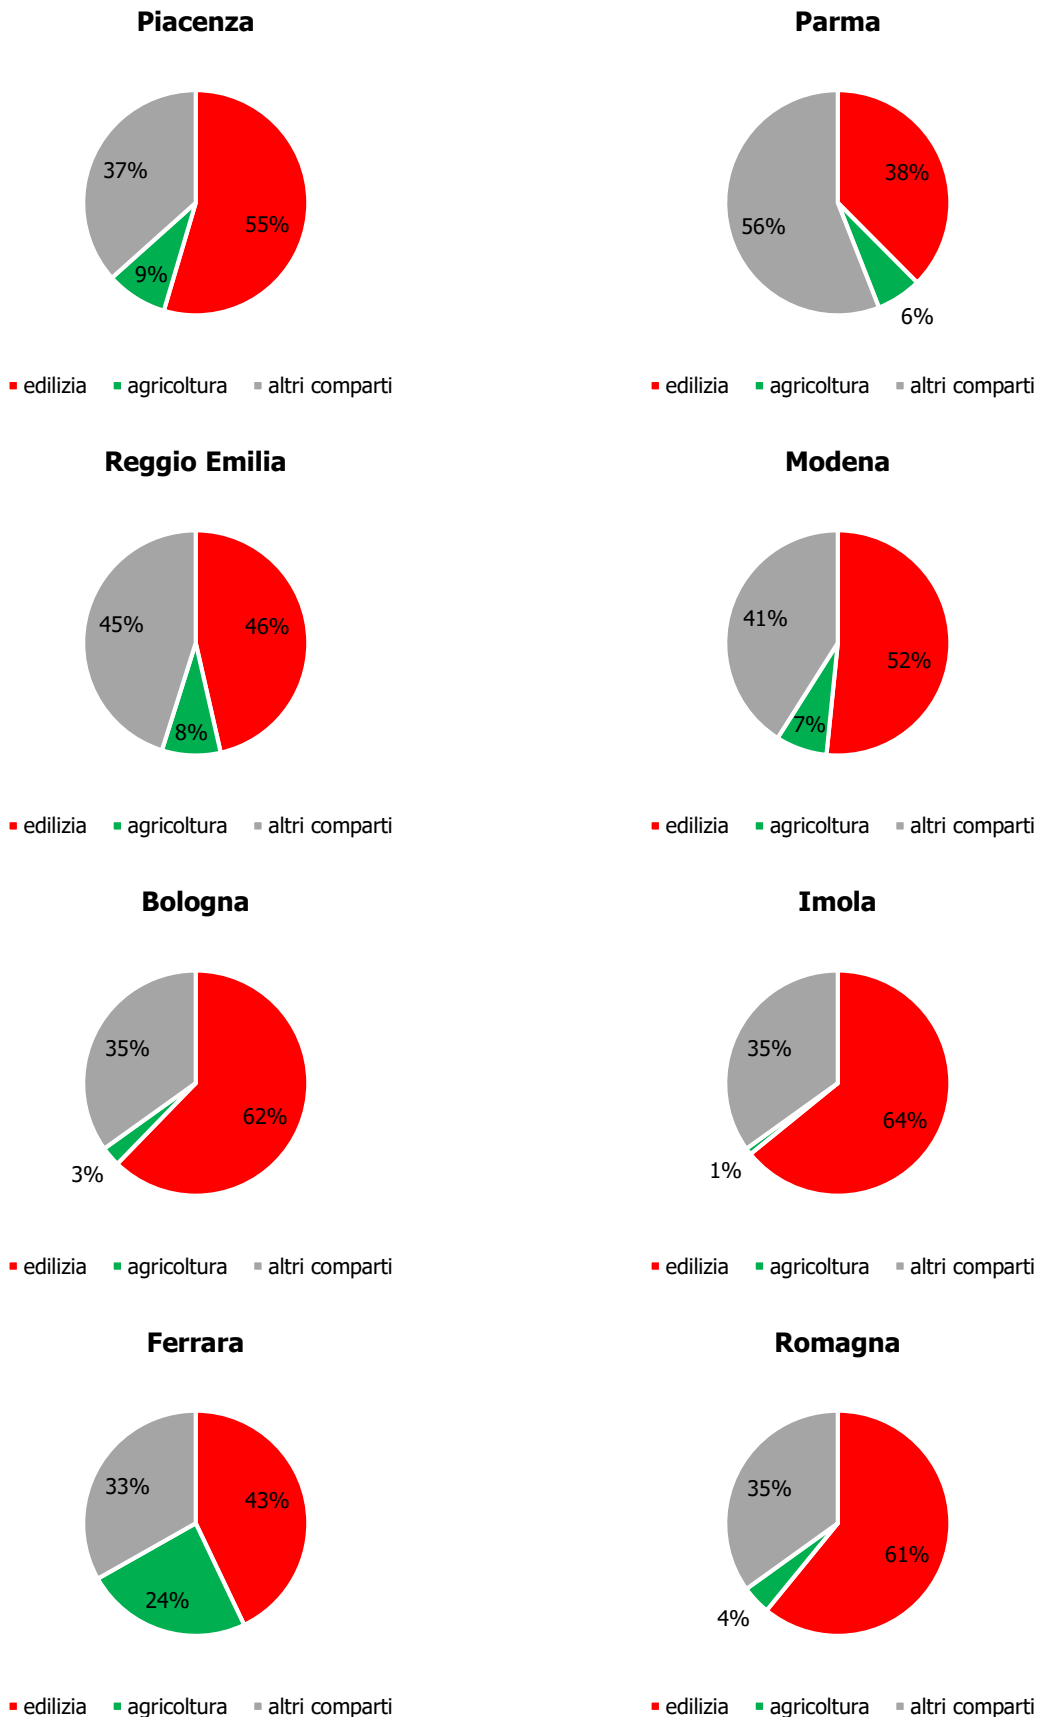 Piacenza
37%
55%
9%
edilizia agricoltura altri comparti
Parma
38%
56%
6%
edilizia agricoltura altri comparti
Reggio Emilia
45%
46%
8%
edilizia agricoltura altri comparti
Modena
41%
52%
7%
edilizia agricoltura altri comparti
Bologna
35%
62%
3%
edilizia agricoltura altri comparti
Imola
35%
64%
1%
edilizia agricoltura altri comparti
Ferrara
33%
43%
24%
edilizia agricoltura altri comparti
Romagna
35%
61%
4%
edilizia agricoltura altri comparti